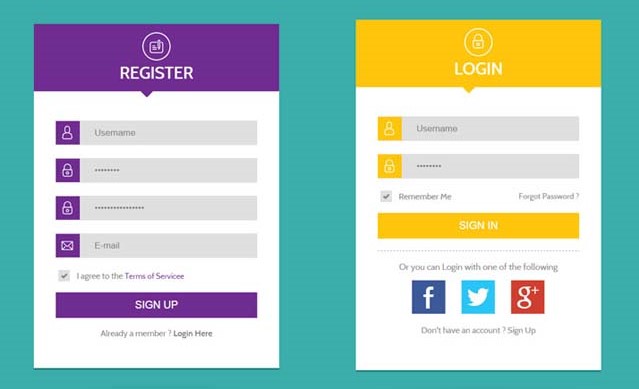 REGISTER
Username
********
****************
E-mail
I agree to the Terms of Servicee
SIGN UP
Already a member ? Login Here
LOGIN
Username
********
Remember Me
Forgot Password ?
SIGN IN
Or you can Login with one of the following
f
g+
Don't have an account ? Sign Up